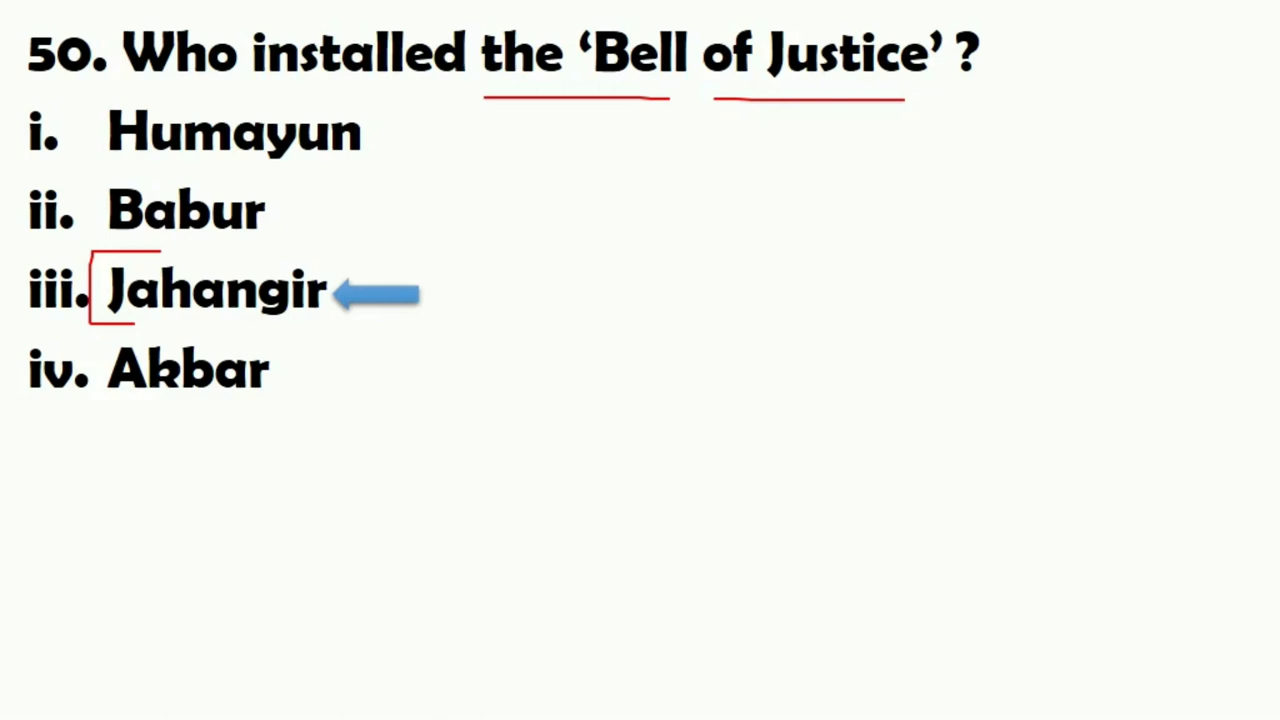 50. Who installed the ‘Bell of Justice’ ?
i. Humayun
ii. Babur
iii. Jahangir
iv. Akbar